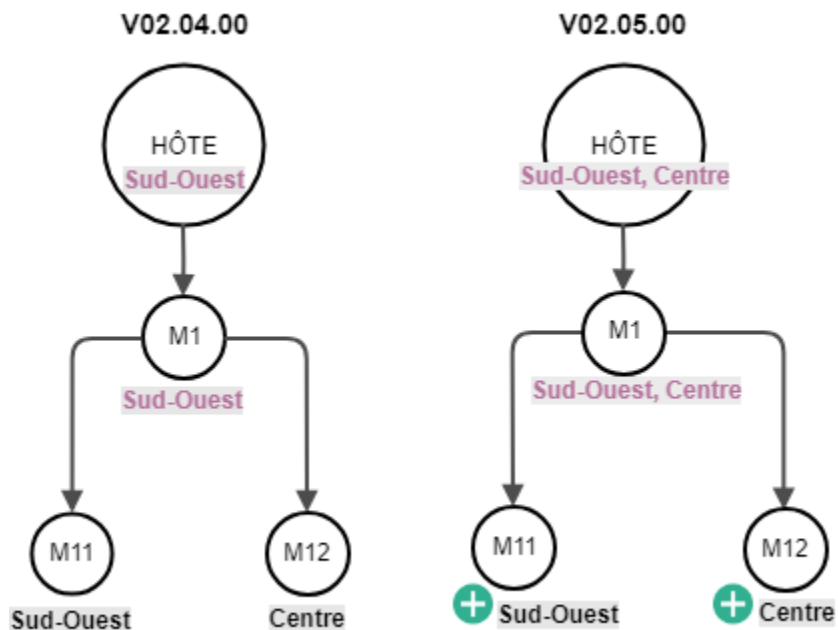 V02.04.00
HÔTE
Sud-Ouest
M1
Sud-Ouest
M11
Sud-Ouest
M12
Centre
V02.05.00
HÔTE
Sud-Ouest, Centre
M1
Sud-Ouest, Centre
M11
Sud-Ouest
M12
Centre